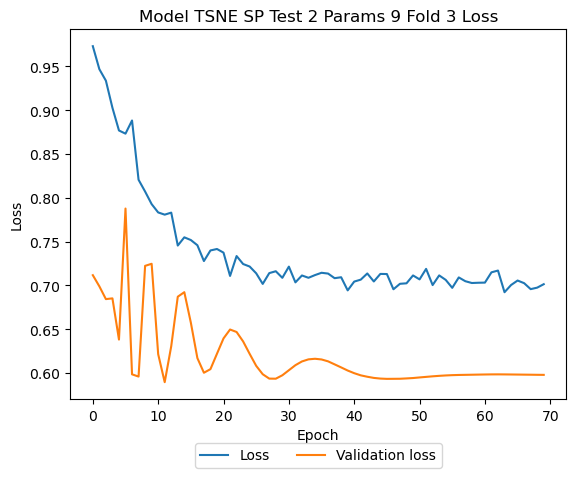 Model TSNE SP Test 2 Params 9 Fold 3 Loss
Loss
0.95
0.90
0.85
0.80
0.75
0.70
0.65
0.60
0 10 20 30 40 50 60 70
Epoch
Loss Validation loss